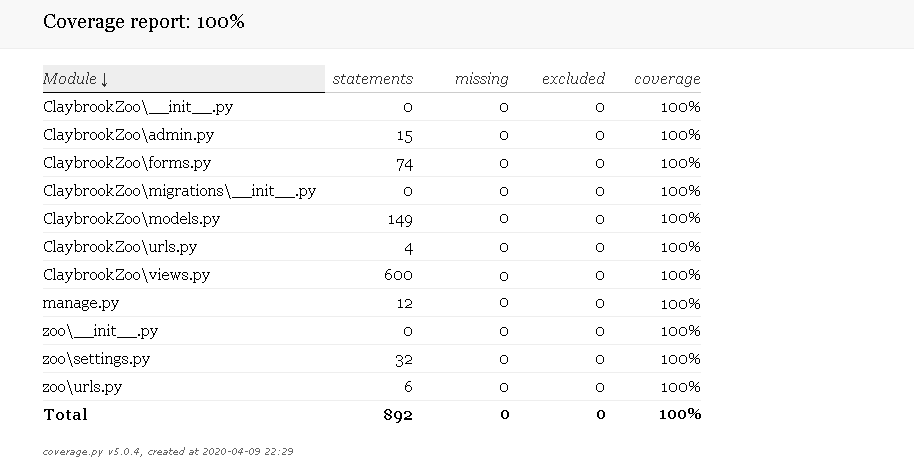 Coverage report: 100%
Module ↓ statements missing excluded coverage
ClaybrookZoo\__init__.py 0 0 0 100%
ClaybrookZoo\admin.py 15 0 0 100%
ClaybrookZoo\forms.py 74 0 0 100%
ClaybrookZoo\migrations\__init__.py 0 0 0 100%
ClaybrookZoo\models.py 149 0 0 100%
ClaybrookZoo\urls.py 4 0 0 100%
ClaybrookZoo\views.py 600 0 0 100%
manage.py 12 0 0 100%
zoo\__init__.py 0 0 0 100%
zoo\settings.py 32 0 0 100%
zoo\urls.py 6 0 0 100%
Total 892 0 0 100%
coverage.py v5.0.4, created at 2020-04-09 22:29